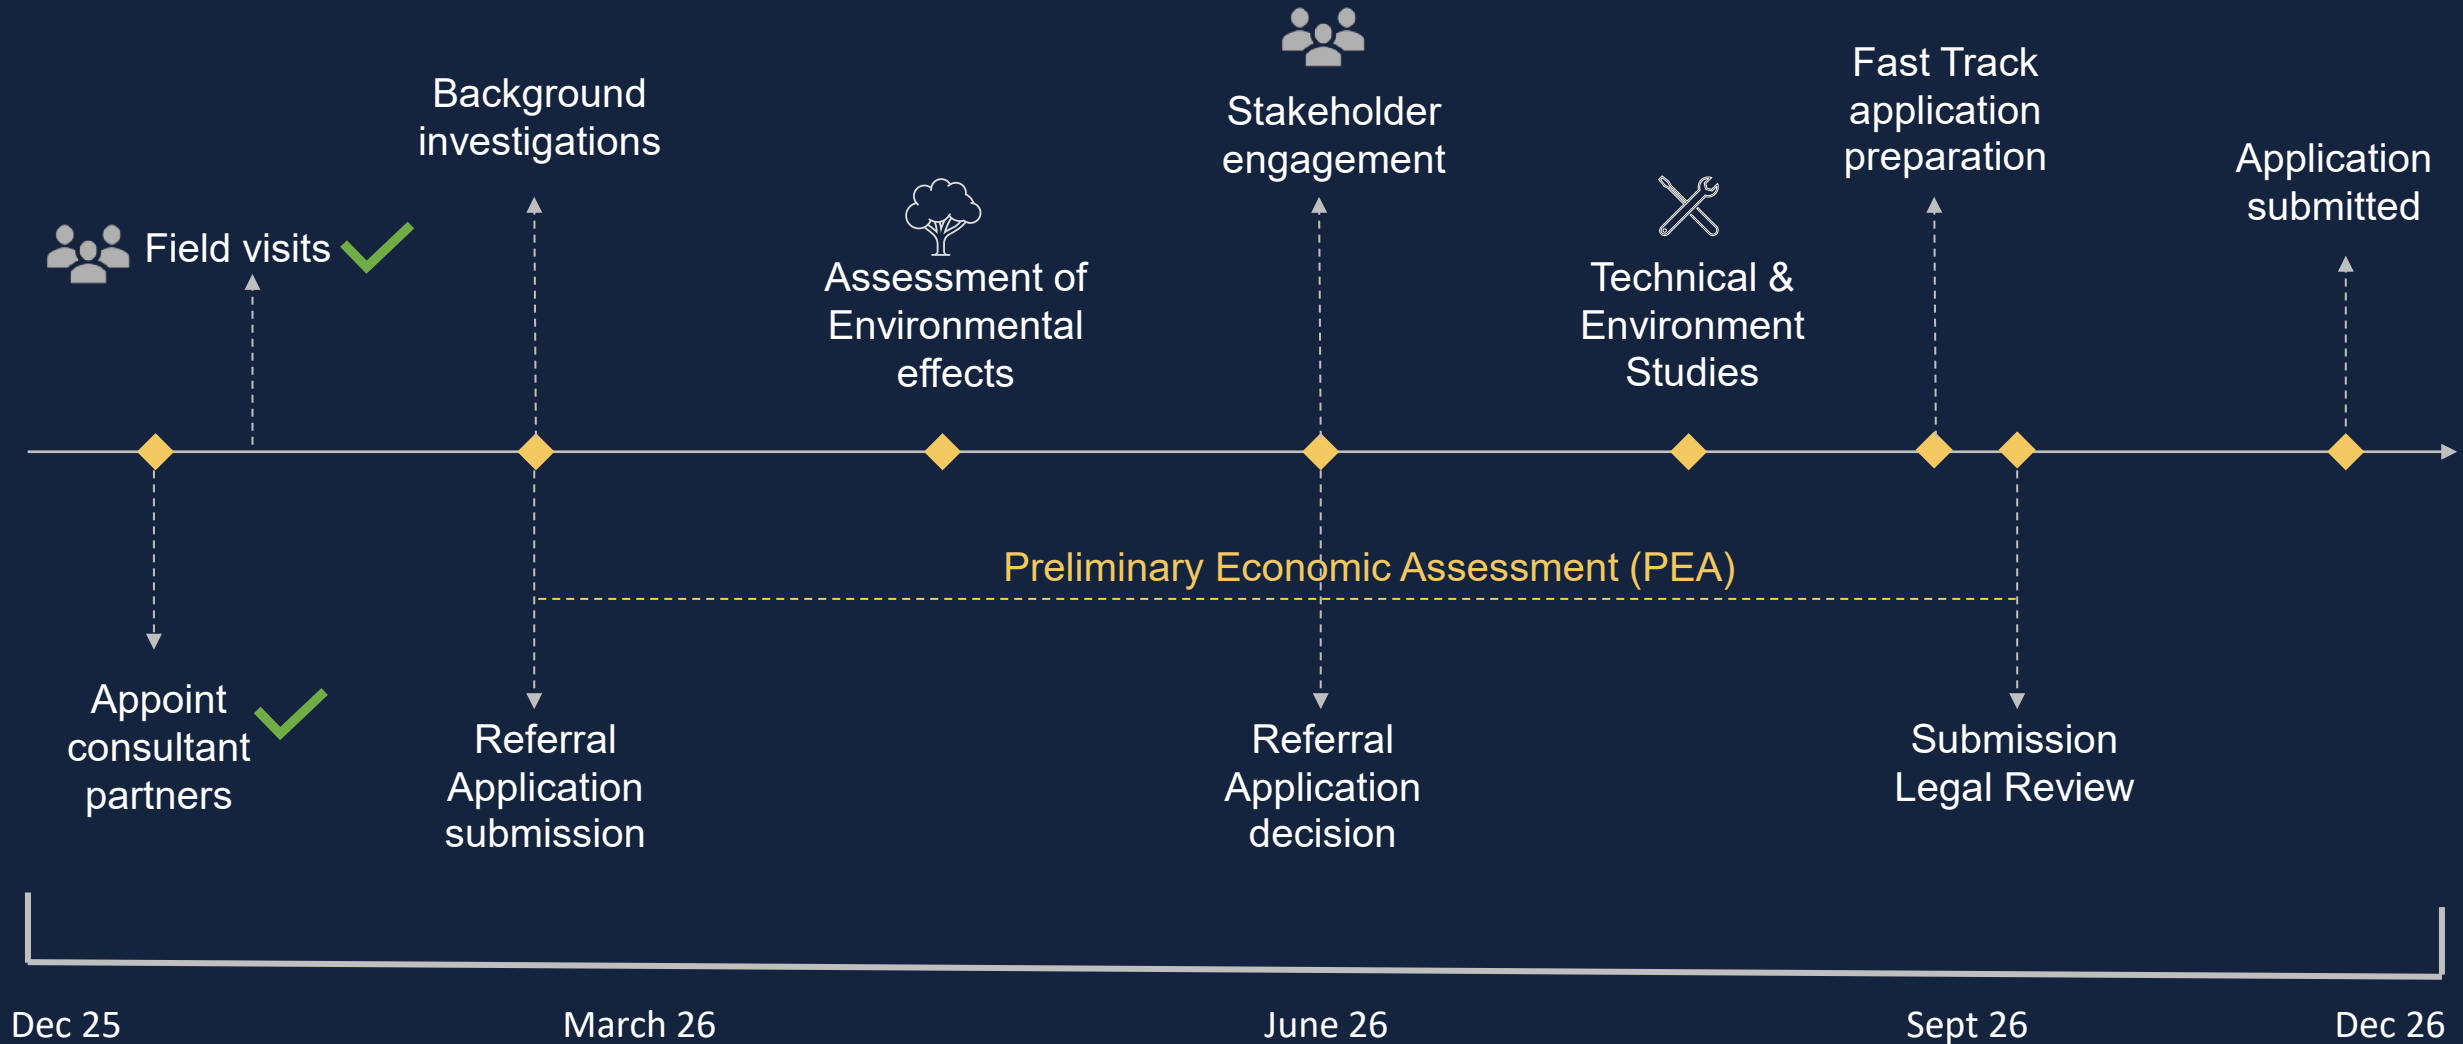 Field visits
Background
investigations
Assessment of
Environmental
effects
Stakeholder
engagement
Technical &
Environment
Studies
Fast Track
application
preparation
Application
submitted
Preliminary Economic Assessment (PEA)
Appoint
consultant
partners
Referral
Application
submission
Referral
Application
decision
Submission
Legal Review
Dec 25
March 26
June 26
Sept 26
Dec 26